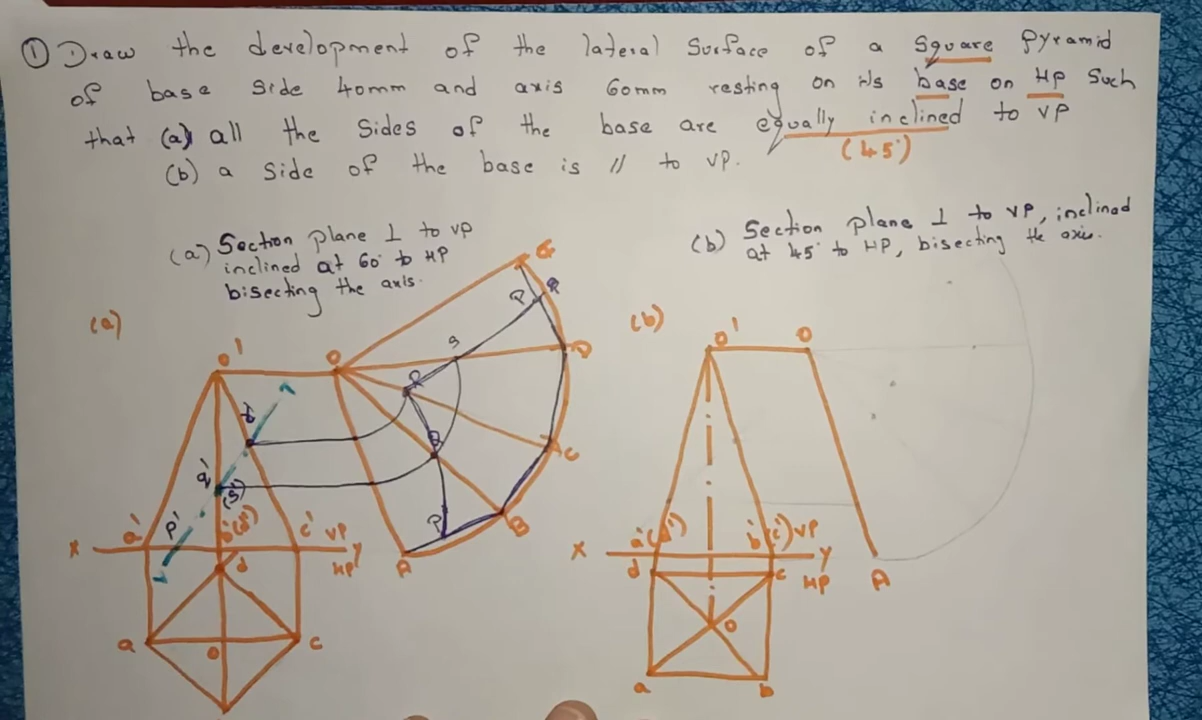 ① Draw the development of the lateral Surface of a Square Pyramid
of base Side 40mm and axis 60mm resting on its base on HP Such
that (a) all the Sides of the base are equally inclined to VP
(45°)
(b) a Side of the base is // to VP.
(a) Section plane ⊥ to VP
inclined at 60° to HP
bisecting the axis.
(b) Section plane ⊥ to VP, inclined
at 45° to HP, bisecting the axis.
(a)
o' O A
P R
R S D
r'
q' (s') Q C
P B
a' p' b'(d') c' VP
X Y
HP A
d
a o c
(b)
o' O
a'(d') b'(c') VP
X Y
d c HP A
o
a b